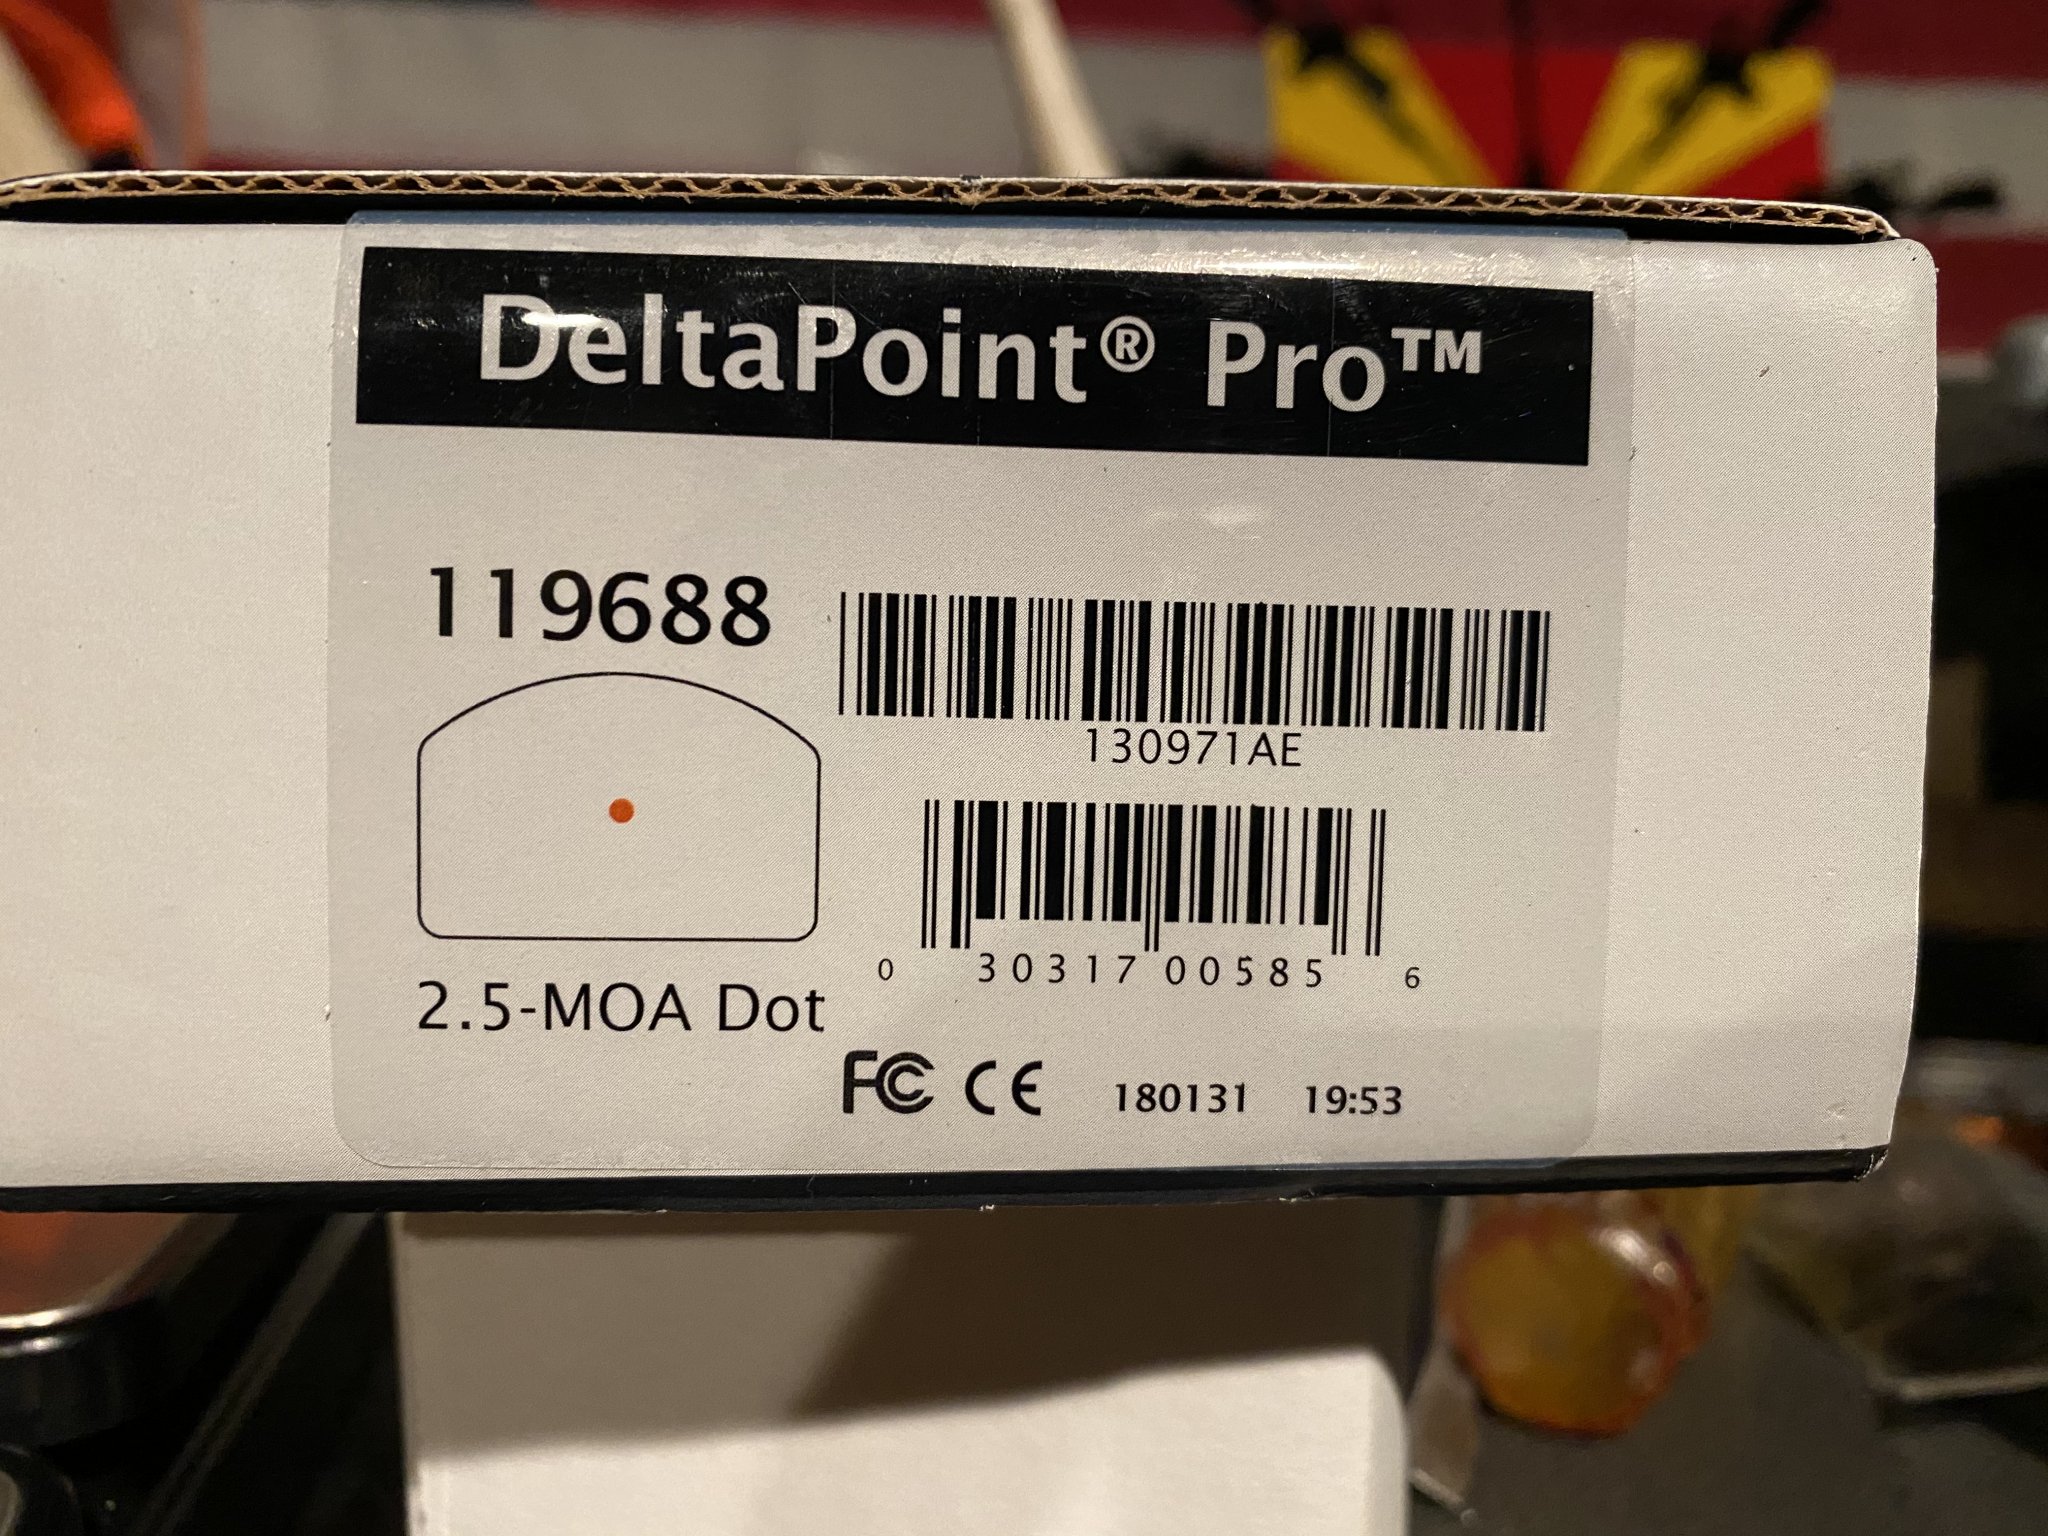 DeltaPoint® Pro™
119688
130971AE
0 30317 00585 6
2.5-MOA Dot
FC CE 180131 19:53